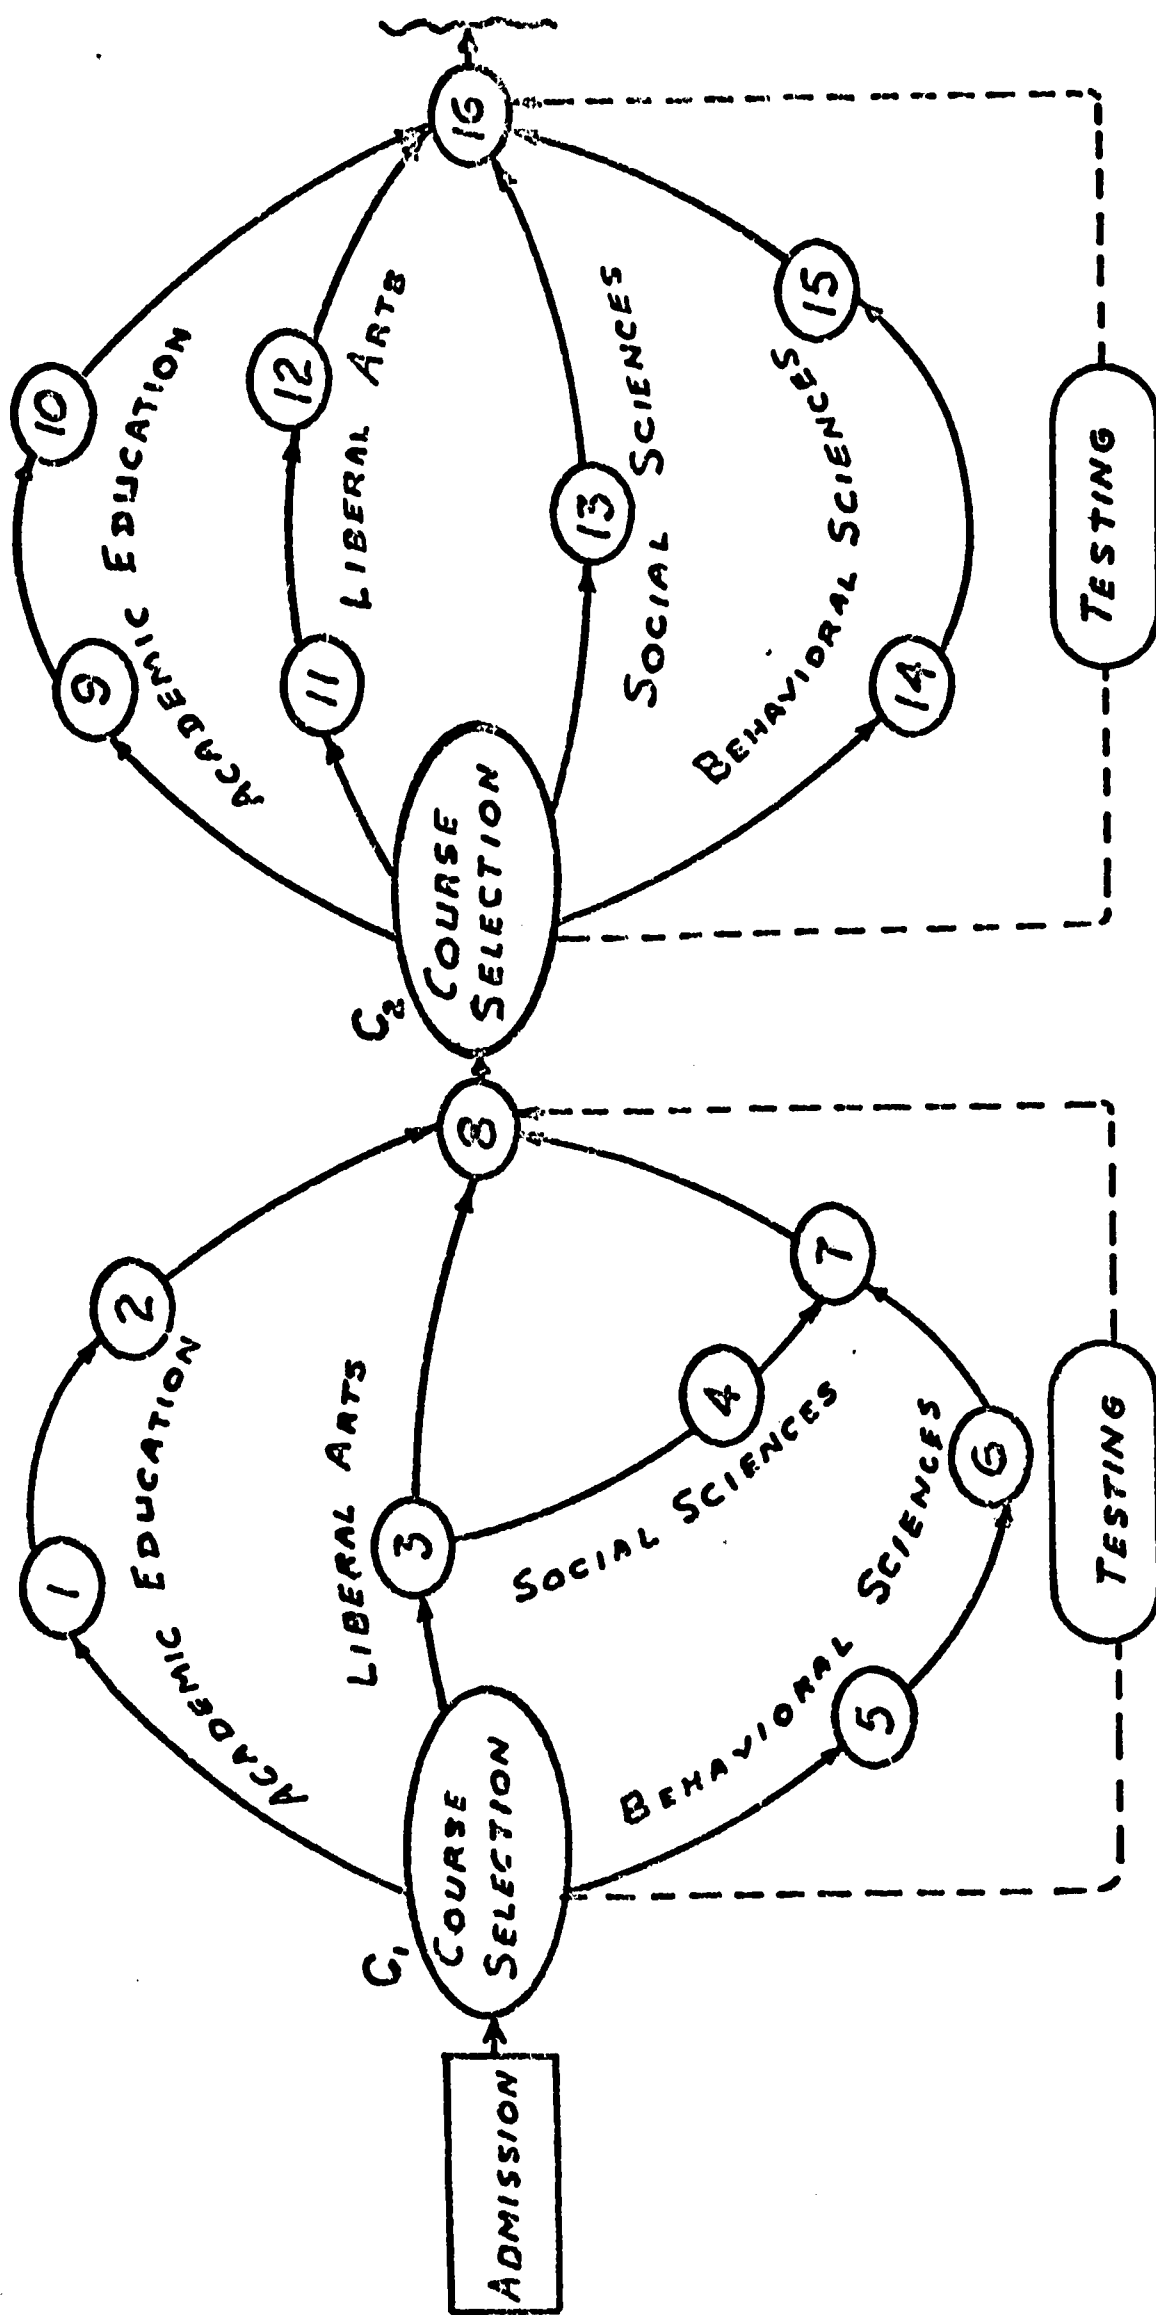 ADMISSION
C₁
COURSE
SELECTION
ACADEMIC EDUCATION
1
2
LIBERAL ARTS
3
SOCIAL SCIENCES
4
BEHAVIORAL SCIENCES
5
6
7
8
TESTING
C₂
COURSE
SELECTION
ACADEMIC EDUCATION
9
10
LIBERAL ARTS
11
12
SOCIAL SCIENCES
13
BEHAVIORAL SCIENCES
14
15
16
TESTING